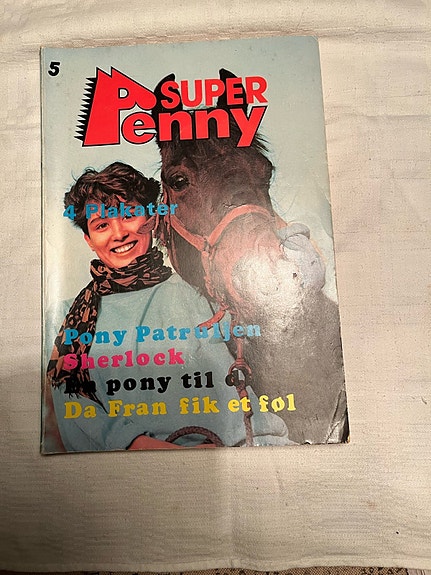 5
SUPER
Penny
4 Plakater
Pony Patruljen
Sherlock
pony til
Da Fran fik et føl